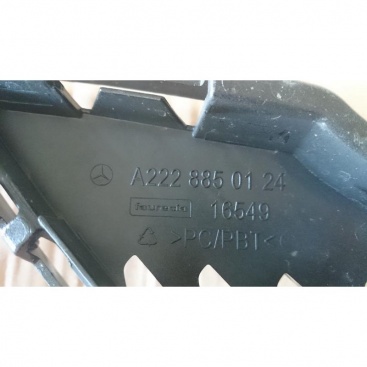 A222 885 01 24
faurecia 16549
>PC/PBT<